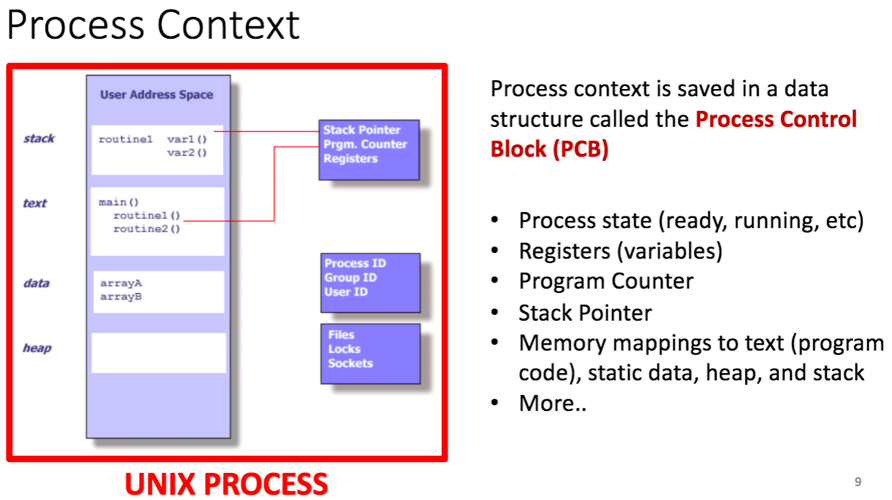 Process Context
User Address Space
stack
routine1 var1()
var2()
text
main()
routine1()
routine2()
data
arrayA
arrayB
heap
Stack Pointer
Prgm. Counter
Registers
Process ID
Group ID
User ID
Files
Locks
Sockets
UNIX PROCESS
Process context is saved in a data
structure called the Process Control
Block (PCB)
• Process state (ready, running, etc)
• Registers (variables)
• Program Counter
• Stack Pointer
• Memory mappings to text (program
code), static data, heap, and stack
• More..
9